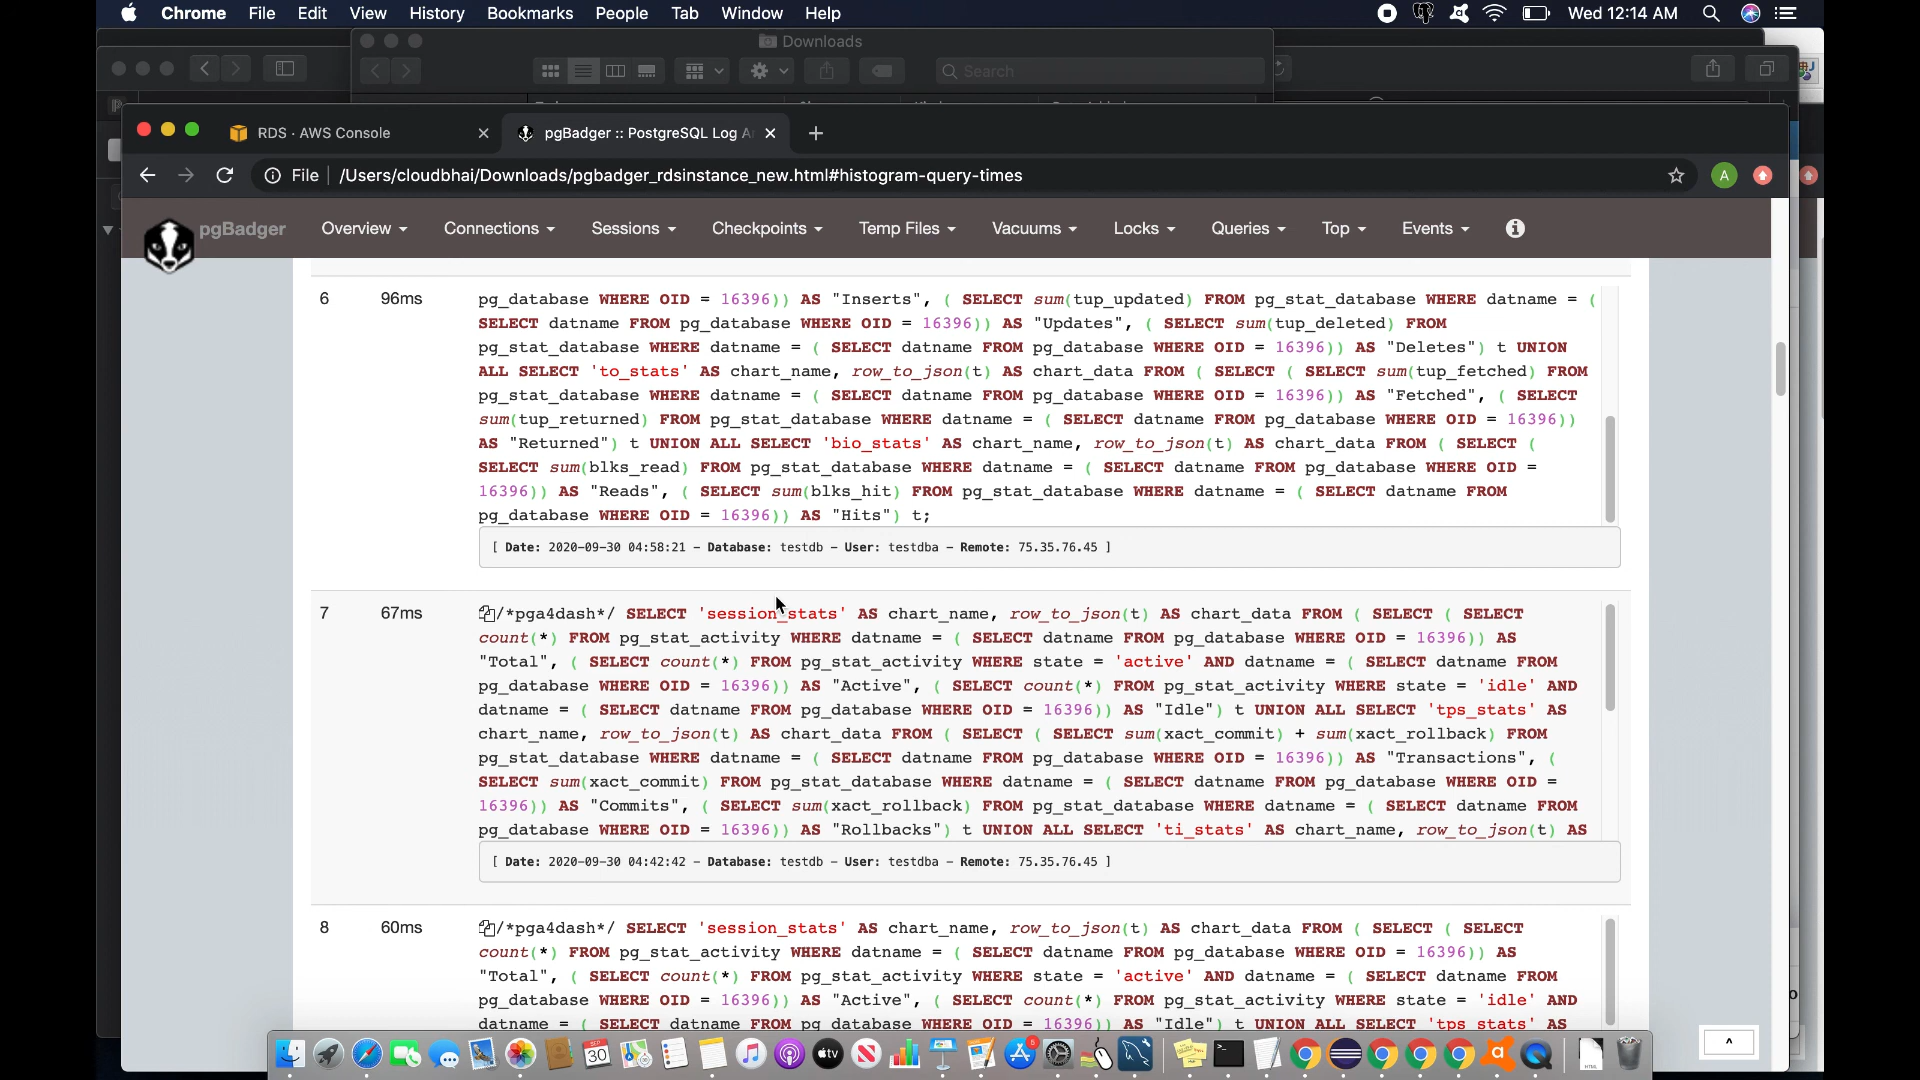 Chrome File Edit View History Bookmarks People Tab Window Help Wed 12:14 AM
Downloads
Search
RDS · AWS Console
pgBadger :: PostgreSQL Log A
File /Users/cloudbhai/Downloads/pgbadger_rdsinstance_new.html#histogram-query-times A
pgBadger Overview Connections Sessions Checkpoints Temp Files Vacuums Locks Queries Top Events
6 96ms pg_database WHERE OID = 16396)) AS "Inserts", ( SELECT sum(tup_updated) FROM pg_stat_database WHERE datname = (
SELECT datname FROM pg_database WHERE OID = 16396)) AS "Updates", ( SELECT sum(tup_deleted) FROM
pg_stat_database WHERE datname = ( SELECT datname FROM pg_database WHERE OID = 16396)) AS "Deletes") t UNION
ALL SELECT 'to_stats' AS chart_name, row_to_json(t) AS chart_data FROM ( SELECT ( SELECT sum(tup_fetched) FROM
pg_stat_database WHERE datname = ( SELECT datname FROM pg_database WHERE OID = 16396)) AS "Fetched", ( SELECT
sum(tup_returned) FROM pg_stat_database WHERE datname = ( SELECT datname FROM pg_database WHERE OID = 16396))
AS "Returned") t UNION ALL SELECT 'bio_stats' AS chart_name, row_to_json(t) AS chart_data FROM ( SELECT (
SELECT sum(blks_read) FROM pg_stat_database WHERE datname = ( SELECT datname FROM pg_database WHERE OID =
16396)) AS "Reads", ( SELECT sum(blks_hit) FROM pg_stat_database WHERE datname = ( SELECT datname FROM
pg_database WHERE OID = 16396)) AS "Hits") t;
[ Date: 2020-09-30 04:58:21 - Database: testdb - User: testdba - Remote: 75.35.76.45 ]
7 67ms /*pga4dash*/ SELECT 'session_stats' AS chart_name, row_to_json(t) AS chart_data FROM ( SELECT ( SELECT
count(*) FROM pg_stat_activity WHERE datname = ( SELECT datname FROM pg_database WHERE OID = 16396)) AS
"Total", ( SELECT count(*) FROM pg_stat_activity WHERE state = 'active' AND datname = ( SELECT datname FROM
pg_database WHERE OID = 16396)) AS "Active", ( SELECT count(*) FROM pg_stat_activity WHERE state = 'idle' AND
datname = ( SELECT datname FROM pg_database WHERE OID = 16396)) AS "Idle") t UNION ALL SELECT 'tps_stats' AS
chart_name, row_to_json(t) AS chart_data FROM ( SELECT ( SELECT sum(xact_commit) + sum(xact_rollback) FROM
pg_stat_database WHERE datname = ( SELECT datname FROM pg_database WHERE OID = 16396)) AS "Transactions", (
SELECT sum(xact_commit) FROM pg_stat_database WHERE datname = ( SELECT datname FROM pg_database WHERE OID =
16396)) AS "Commits", ( SELECT sum(xact_rollback) FROM pg_stat_database WHERE datname = ( SELECT datname FROM
pg_database WHERE OID = 16396)) AS "Rollbacks") t UNION ALL SELECT 'ti_stats' AS chart_name, row_to_json(t) AS
[ Date: 2020-09-30 04:42:42 - Database: testdb - User: testdba - Remote: 75.35.76.45 ]
8 60ms /*pga4dash*/ SELECT 'session_stats' AS chart_name, row_to_json(t) AS chart_data FROM ( SELECT ( SELECT
count(*) FROM pg_stat_activity WHERE datname = ( SELECT datname FROM pg_database WHERE OID = 16396)) AS
"Total", ( SELECT count(*) FROM pg_stat_activity WHERE state = 'active' AND datname = ( SELECT datname FROM
pg_database WHERE OID = 16396)) AS "Active", ( SELECT count(*) FROM pg_stat_activity WHERE state = 'idle' AND
datname = ( SELECT datname FROM pg_database WHERE OID = 16396)) AS "Idle") t UNION ALL SELECT 'tps_stats' AS
30 tv